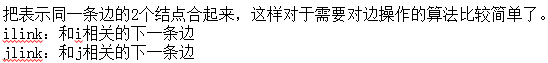 把表示同一条边的2个结点合起来，这样对于需要对边操作的算法比较简单了。
ilink：和i相关的下一条边
jlink：和j相关的下一条边